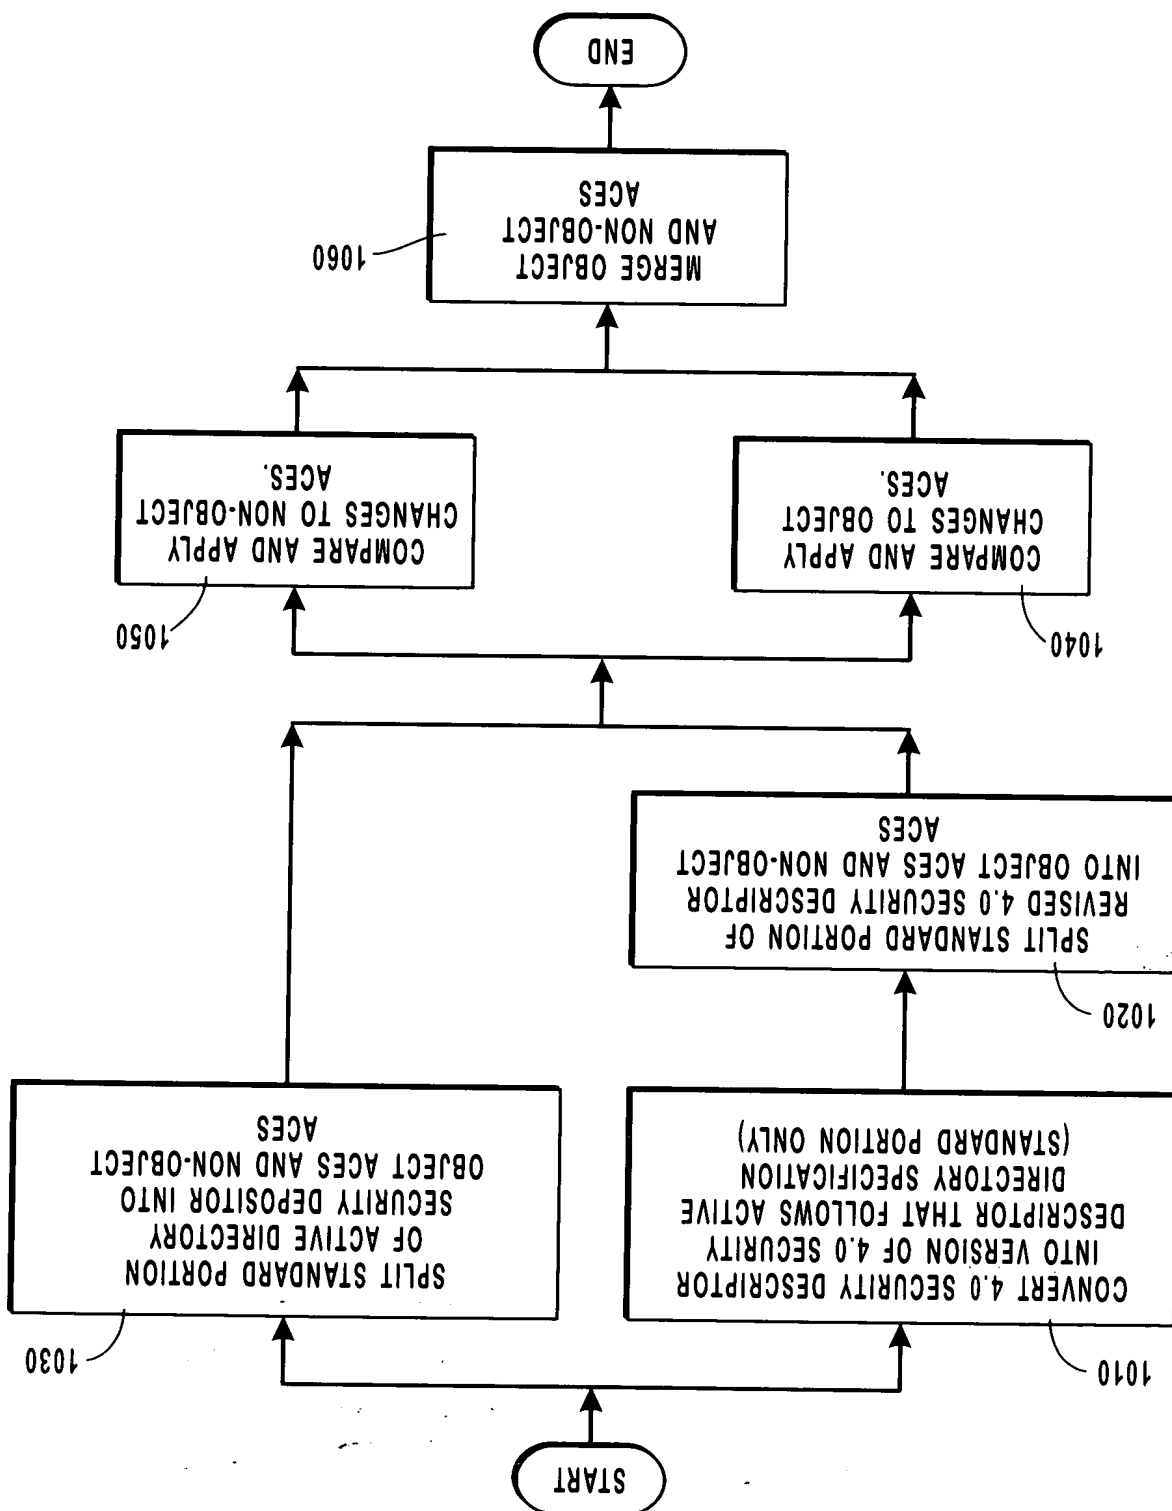 START
1010
CONVERT 4.0 SECURITY DESCRIPTOR
INTO VERSION OF 4.0 SECURITY
DESCRIPTOR THAT FOLLOWS ACTIVE
DIRECTORY SPECIFICATION
(STANDARD PORTION ONLY)
1030
SPLIT STANDARD PORTION
OF ACTIVE DIRECTORY
SECURITY DEPOSITOR INTO
OBJECT ACES AND NON-OBJECT
ACES
1020
SPLIT STANDARD PORTION OF
REVISED 4.0 SECURITY DESCRIPTOR
INTO OBJECT ACES AND NON-OBJECT
ACES
1040
COMPARE AND APPLY
CHANGES TO OBJECT
ACES.
1050
COMPARE AND APPLY
CHANGES TO NON-OBJECT
ACES.
1060
MERGE OBJECT
AND NON-OBJECT
ACES
END